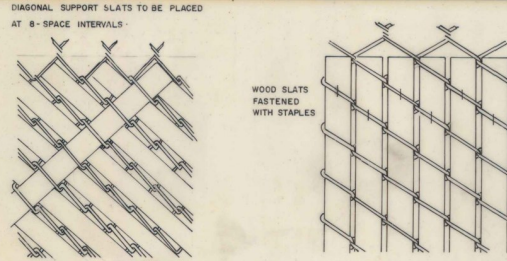 DIAGONAL SUPPORT SLATS TO BE PLACED
AT 8-SPACE INTERVALS.
WOOD SLATS
FASTENED
WITH STAPLES